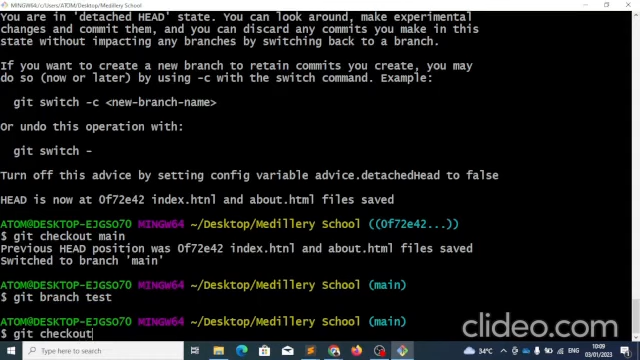 MINGW64:/c/Users/ATOM/Desktop/Medillery School
You are in 'detached HEAD' state. You can look around, make experimental
changes and commit them, and you can discard any commits you make in this
state without impacting any branches by switching back to a branch.
If you want to create a new branch to retain commits you create, you may
do so (now or later) by using -c with the switch command. Example:
git switch -c <new-branch-name>
Or undo this operation with:
git switch -
Turn off this advice by setting config variable advice.detachedHead to false
HEAD is now at 0f72e42 index.htnl and about.html files saved
ATOM@DESKTOP-EJGSO70 MINGW64 ~/Desktop/Medillery School ((0f72e42...))
$ git checkout main
Previous HEAD position was 0f72e42 index.htnl and about.html files saved
Switched to branch 'main'
ATOM@DESKTOP-EJGSO70 MINGW64 ~/Desktop/Medillery School (main)
$ git branch test
ATOM@DESKTOP-EJGSO70 MINGW64 ~/Desktop/Medillery School (main)
$ git checkout
clideo.com
Type here to search
34°C
ENG
10:09
03/01/2023